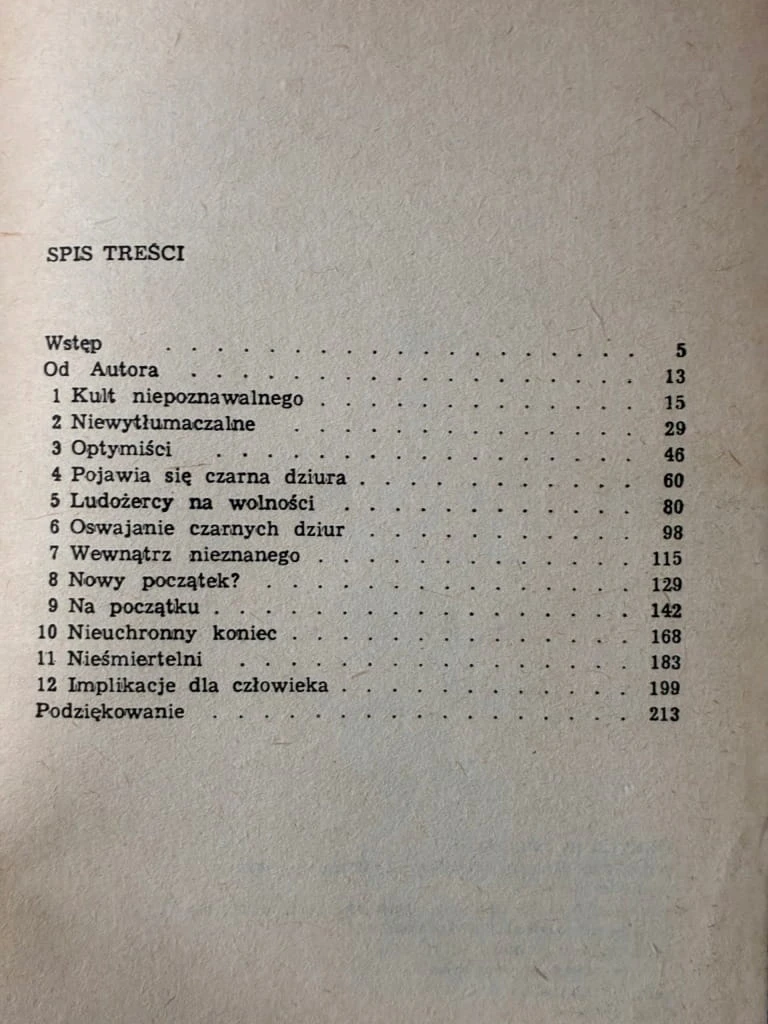 SPIS TREŚCI
Wstęp . . . . . . . . . . . . . . . . . . . 5
Od Autora . . . . . . . . . . . . . . . . . . 13
1 Kult niepoznawalnego . . . . . . . . . . . . . 15
2 Niewytłumaczalne . . . . . . . . . . . . . . 29
3 Optymiści . . . . . . . . . . . . . . . . . 46
4 Pojawia się czarna dziura . . . . . . . . . . . 60
5 Ludożercy na wolności . . . . . . . . . . . . 80
6 Oswajanie czarnych dziur . . . . . . . . . . . 98
7 Wewnątrz nieznanego . . . . . . . . . . . . . 115
8 Nowy początek? . . . . . . . . . . . . . . . 129
9 Na początku . . . . . . . . . . . . . . . . . 142
10 Nieuchronny koniec . . . . . . . . . . . . . . 168
11 Nieśmiertelni . . . . . . . . . . . . . . . . 183
12 Implikacje dla człowieka . . . . . . . . . . . . 199
Podziękowanie . . . . . . . . . . . . . . . . . 213